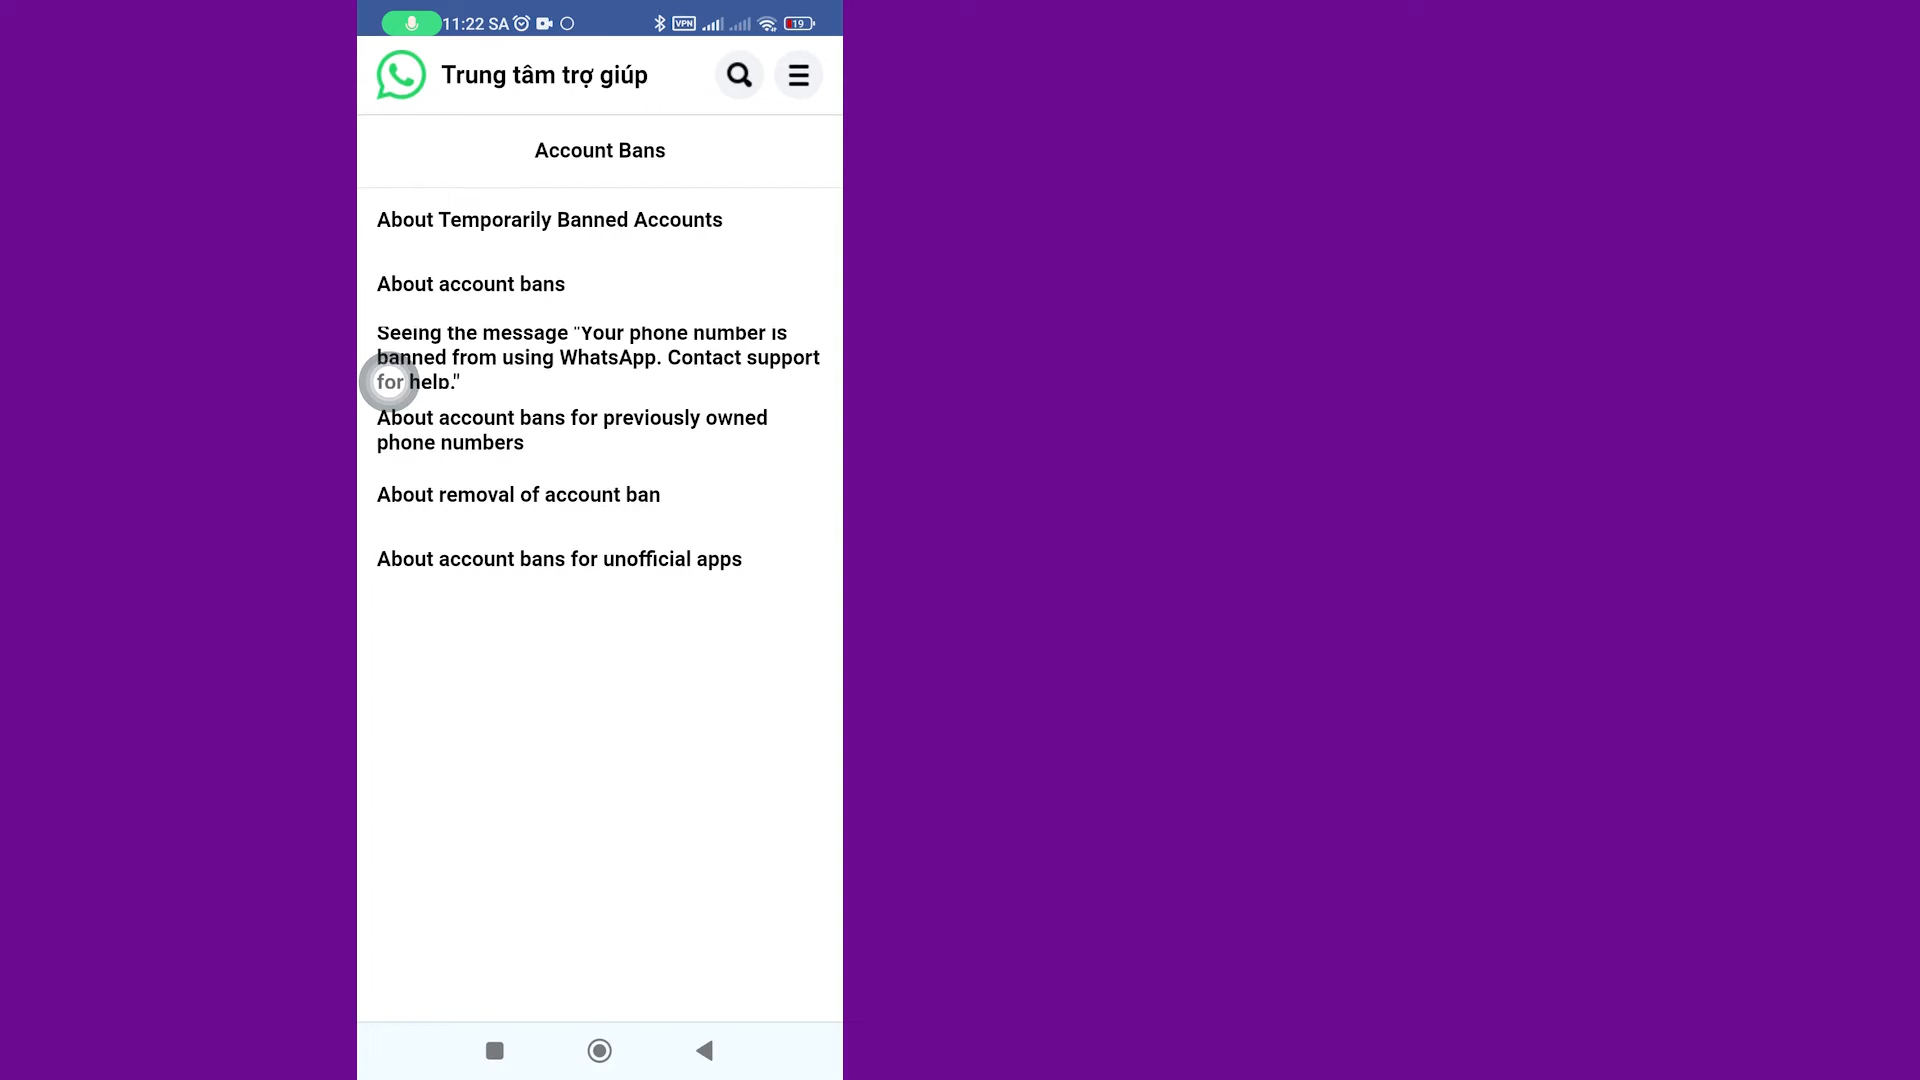 11:22 SA
VPN
19
Trung tâm trợ giúp
Account Bans
About Temporarily Banned Accounts
About account bans
Seeing the message "Your phone number is
banned from using WhatsApp. Contact support
for help."
About account bans for previously owned
phone numbers
About removal of account ban
About account bans for unofficial apps